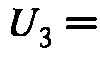 U₃ =